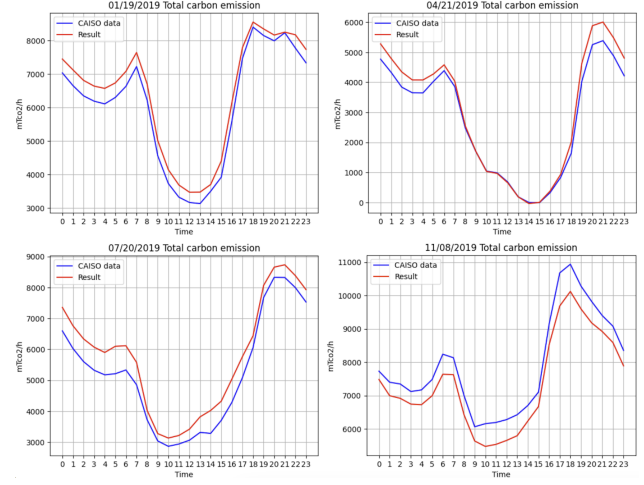 01/19/2019 Total carbon emission
CAISO data
Result
mTco2/h
8000
7000
6000
5000
4000
3000
0 1 2 3 4 5 6 7 8 9 10 11 12 13 14 15 16 17 18 19 20 21 22 23
Time
04/21/2019 Total carbon emission
CAISO data
Result
mTco2/h
6000
5000
4000
3000
2000
1000
0
0 1 2 3 4 5 6 7 8 9 10 11 12 13 14 15 16 17 18 19 20 21 22 23
Time
07/20/2019 Total carbon emission
CAISO data
Result
mTco2/h
9000
8000
7000
6000
5000
4000
3000
0 1 2 3 4 5 6 7 8 9 10 11 12 13 14 15 16 17 18 19 20 21 22 23
Time
11/08/2019 Total carbon emission
CAISO data
Result
mTco2/h
11000
10000
9000
8000
7000
6000
0 1 2 3 4 5 6 7 8 9 10 11 12 13 14 15 16 17 18 19 20 21 22 23
Time